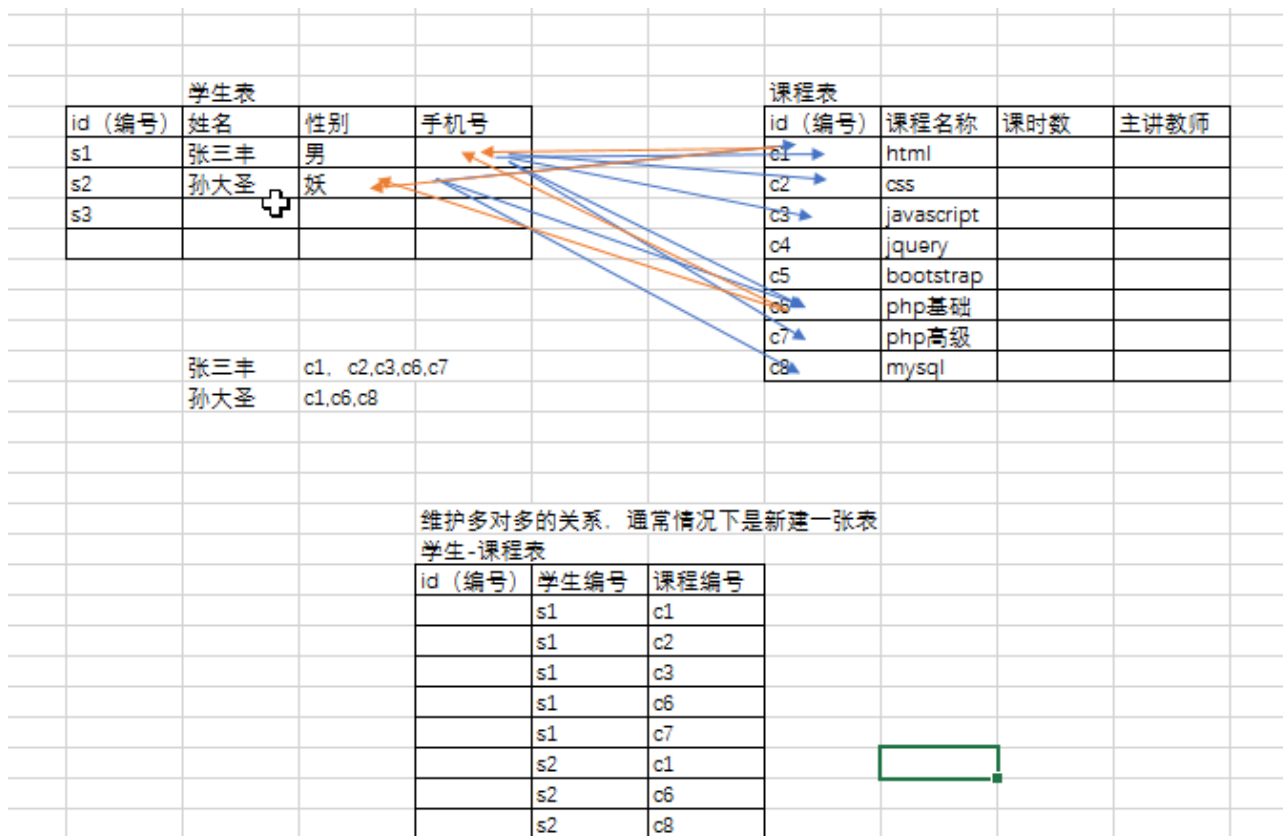 学生表 课程表
id（编号） 姓名 性别 手机号 id（编号） 课程名称 课时数 主讲教师
s1 张三丰 男 c1 html
s2 孙大圣 妖 c2 css
s3 c3 javascript
c4 jquery
c5 bootstrap
c6 php基础
c7 php高级
张三丰 c1，c2,c3,c6,c7 c8 mysql
孙大圣 c1,c6,c8
维护多对多的关系，通常情况下是新建一张表
学生-课程表
id（编号） 学生编号 课程编号
s1 c1
s1 c2
s1 c3
s1 c6
s1 c7
s2 c1
s2 c6
s2 c8